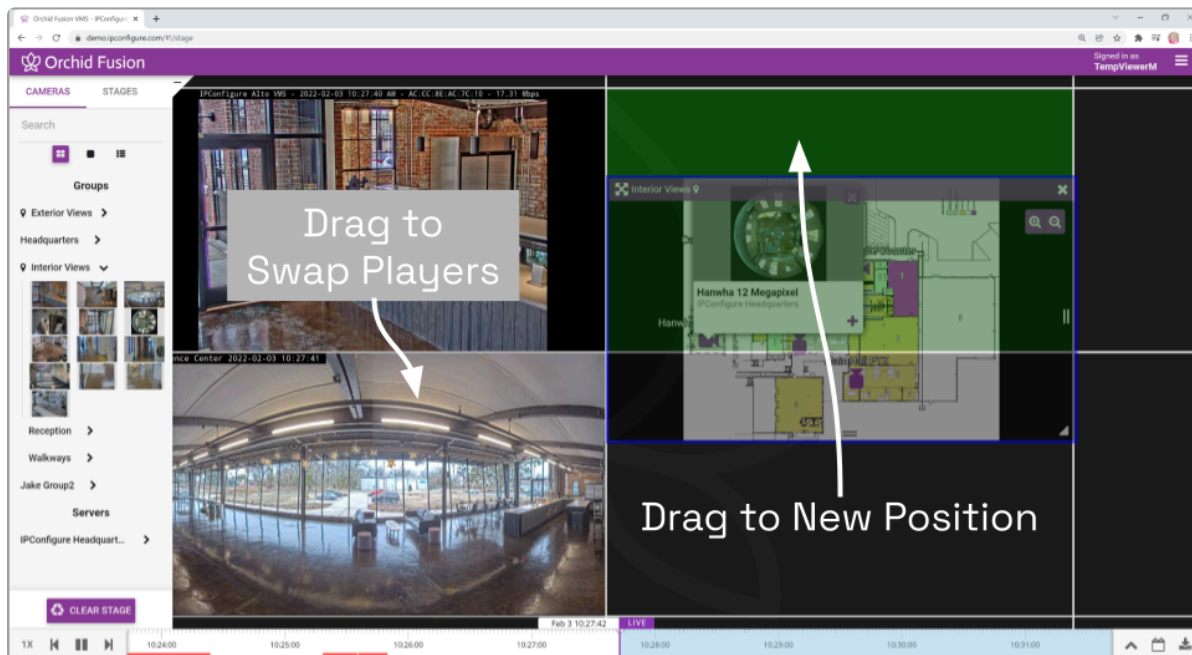 Orchid Fusion VMS - IPConfigure
demo.ipconfigure.com/#!/stage
Orchid Fusion
Signed in as
TempViewerM
CAMERAS STAGES
Search
Groups
Exterior Views
Headquarters
Interior Views
Reception
Walkways
Jake Group2
Servers
IPConfigure Headquart...
CLEAR STAGE
IPConfigure Alto VMS - 2022-02-03 10:27:40 AM - AC:CC:8E:AC:7C:10 - 17.31 Mbps
Drag to
Swap Players
ence Center 2022-02-03 10:27:41
Interior Views
Hanwha 12 Megapixel
IPConfigure Headquarters
Drag to New Position
Feb 3 10:27:42 LIVE
1X 10:24:00 10:25:00 10:26:00 10:27:00 10:28:00 10:29:00 10:30:00 10:31:00